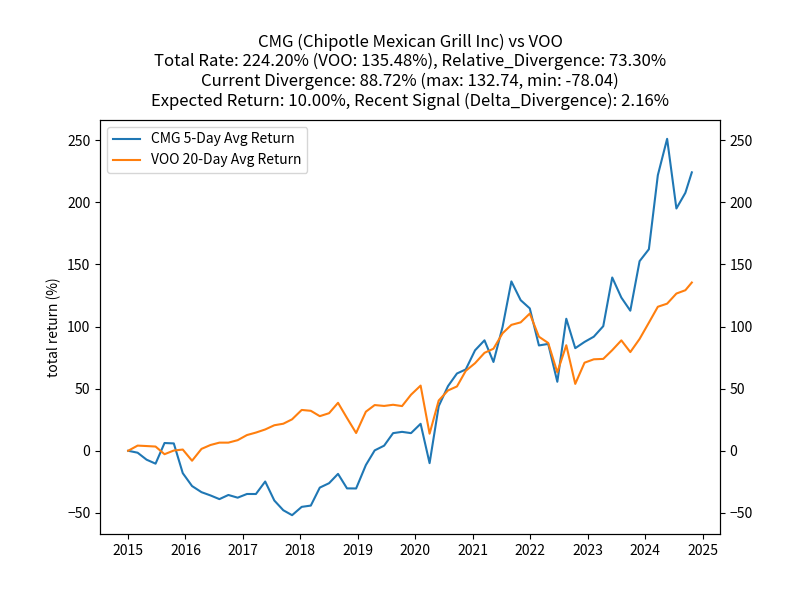 CMG (Chipotle Mexican Grill Inc) vs VOO
Total Rate: 224.20% (VOO: 135.48%), Relative_Divergence: 73.30%
Current Divergence: 88.72% (max: 132.74, min: -78.04)
Expected Return: 10.00%, Recent Signal (Delta_Divergence): 2.16%
CMG 5-Day Avg Return
VOO 20-Day Avg Return
total return (%)
250 250
200 200
150 150
100 100
50 50
0 0
−50 −50
2015 2016 2017 2018 2019 2020 2021 2022 2023 2024 2025